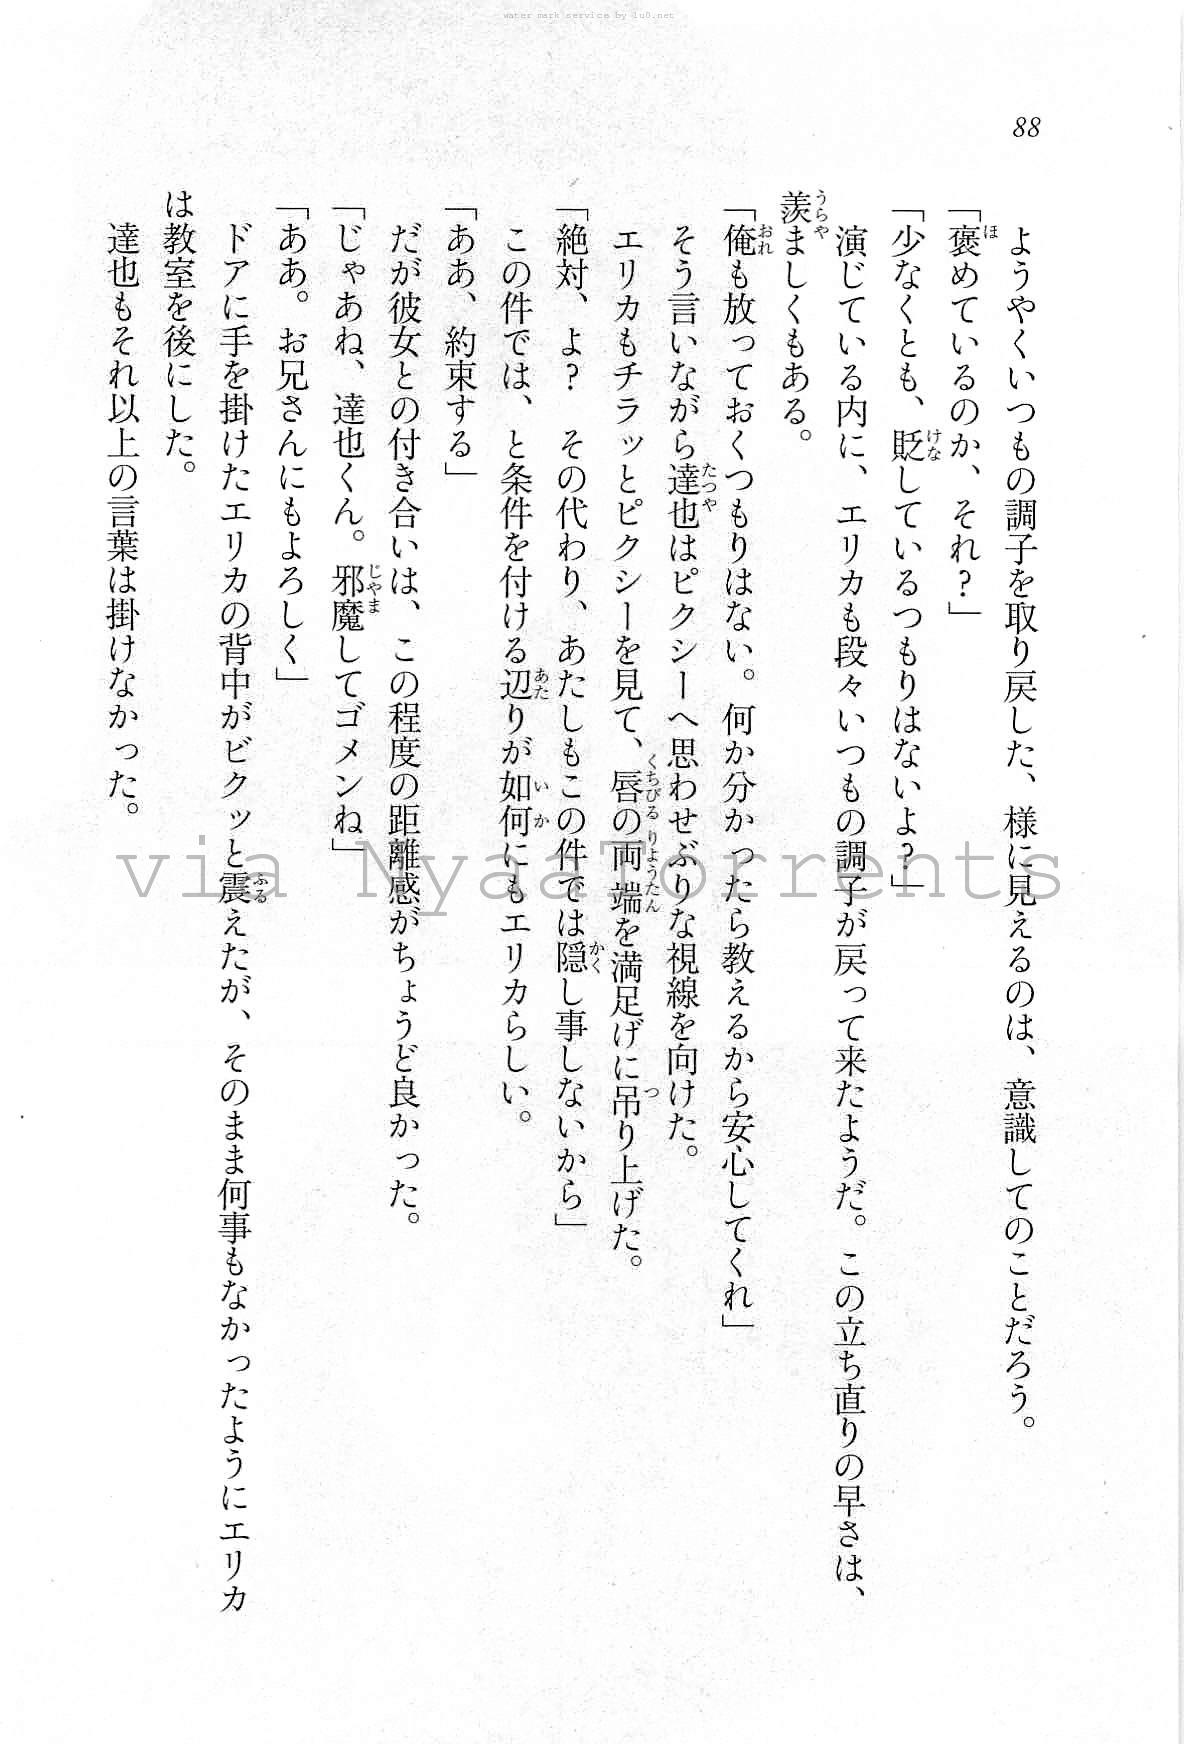 water mark service by lu0.net
88
ようやくいつもの調子を取り戻した、様に見えるのは、意識してのことだろう。
「褒めているのか、それ?」
「少なくとも、貶しているつもりはないよ?」
演じている内に、エリカも段々いつもの調子が戻って来たようだ。この立ち直りの早さは、
羨ましくもある。
「俺も放っておくつもりはない。何か分かったら教えるから安心してくれ」
そう言いながら達也はピクシーへ思わせぶりな視線を向けた。
エリカもチラッとピクシーを見て、唇の両端を満足げに吊り上げた。
「絶対、よ? その代わり、あたしもこの件では隠し事しないから」
この件では、と条件を付ける辺りが如何にもエリカらしい。
「ああ、約束する」
だが彼女との付き合いは、この程度の距離感がちょうど良かった。
「じゃあね、達也くん。邪魔してゴメンね」
「ああ。お兄さんにもよろしく」
ドアに手を掛けたエリカの背中がビクッと震えたが、そのまま何事もなかったようにエリカ
は教室を後にした。
達也もそれ以上の言葉は掛けなかった。
via NyaaTorrents